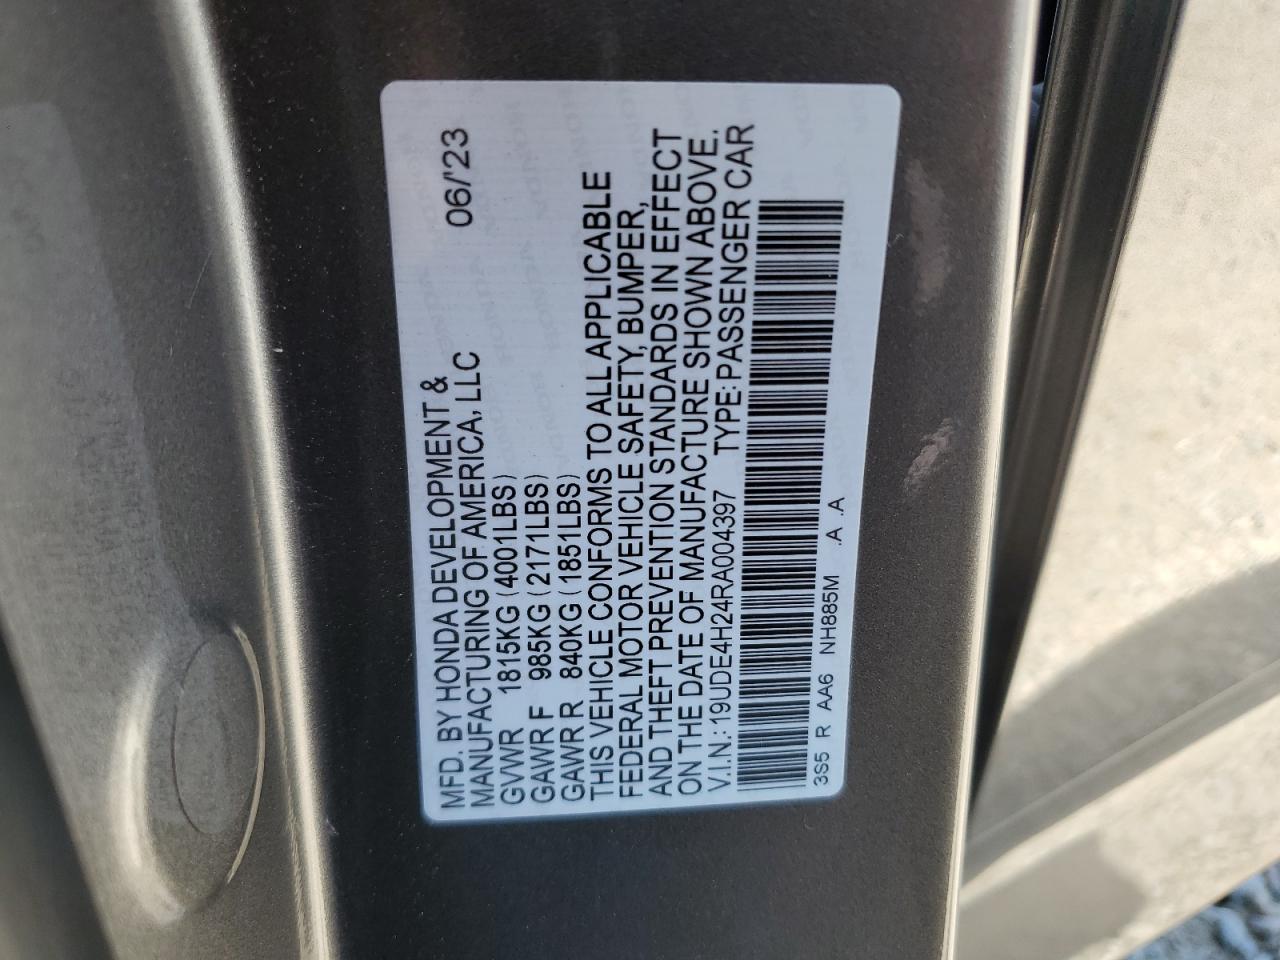 MFD. BY HONDA DEVELOPMENT &
MANUFACTURING OF AMERICA, LLC 06/'23
GVWR 1815KG (4001LBS)
GAWR F 985KG (2171LBS)
GAWR R 840KG (1851LBS)
THIS VEHICLE CONFORMS TO ALL APPLICABLE
FEDERAL MOTOR VEHICLE SAFETY, BUMPER,
AND THEFT PREVENTION STANDARDS IN EFFECT
ON THE DATE OF MANUFACTURE SHOWN ABOVE.
V.I.N.: 19UDE4H24RA004397 TYPE: PASSENGER CAR
3S5 R AA6 NH885M .A .A